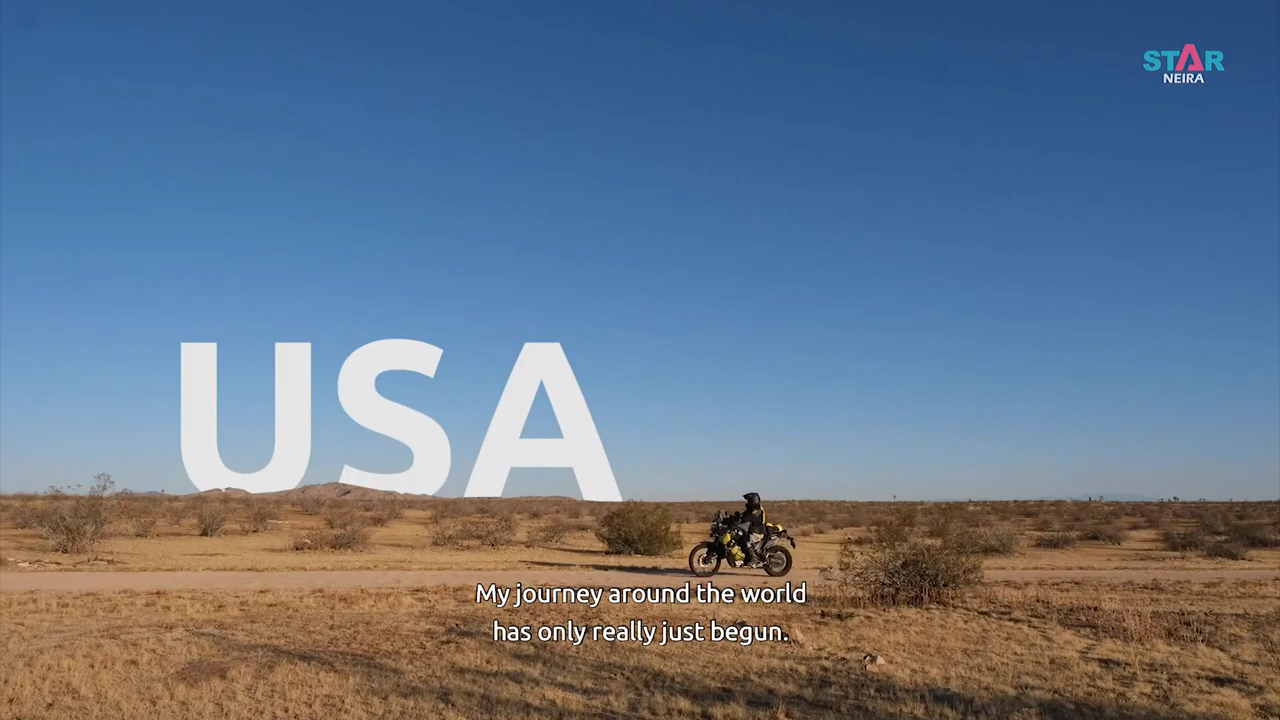 STAR
NEIRA
USA
My journey around the world
has only really just begun.